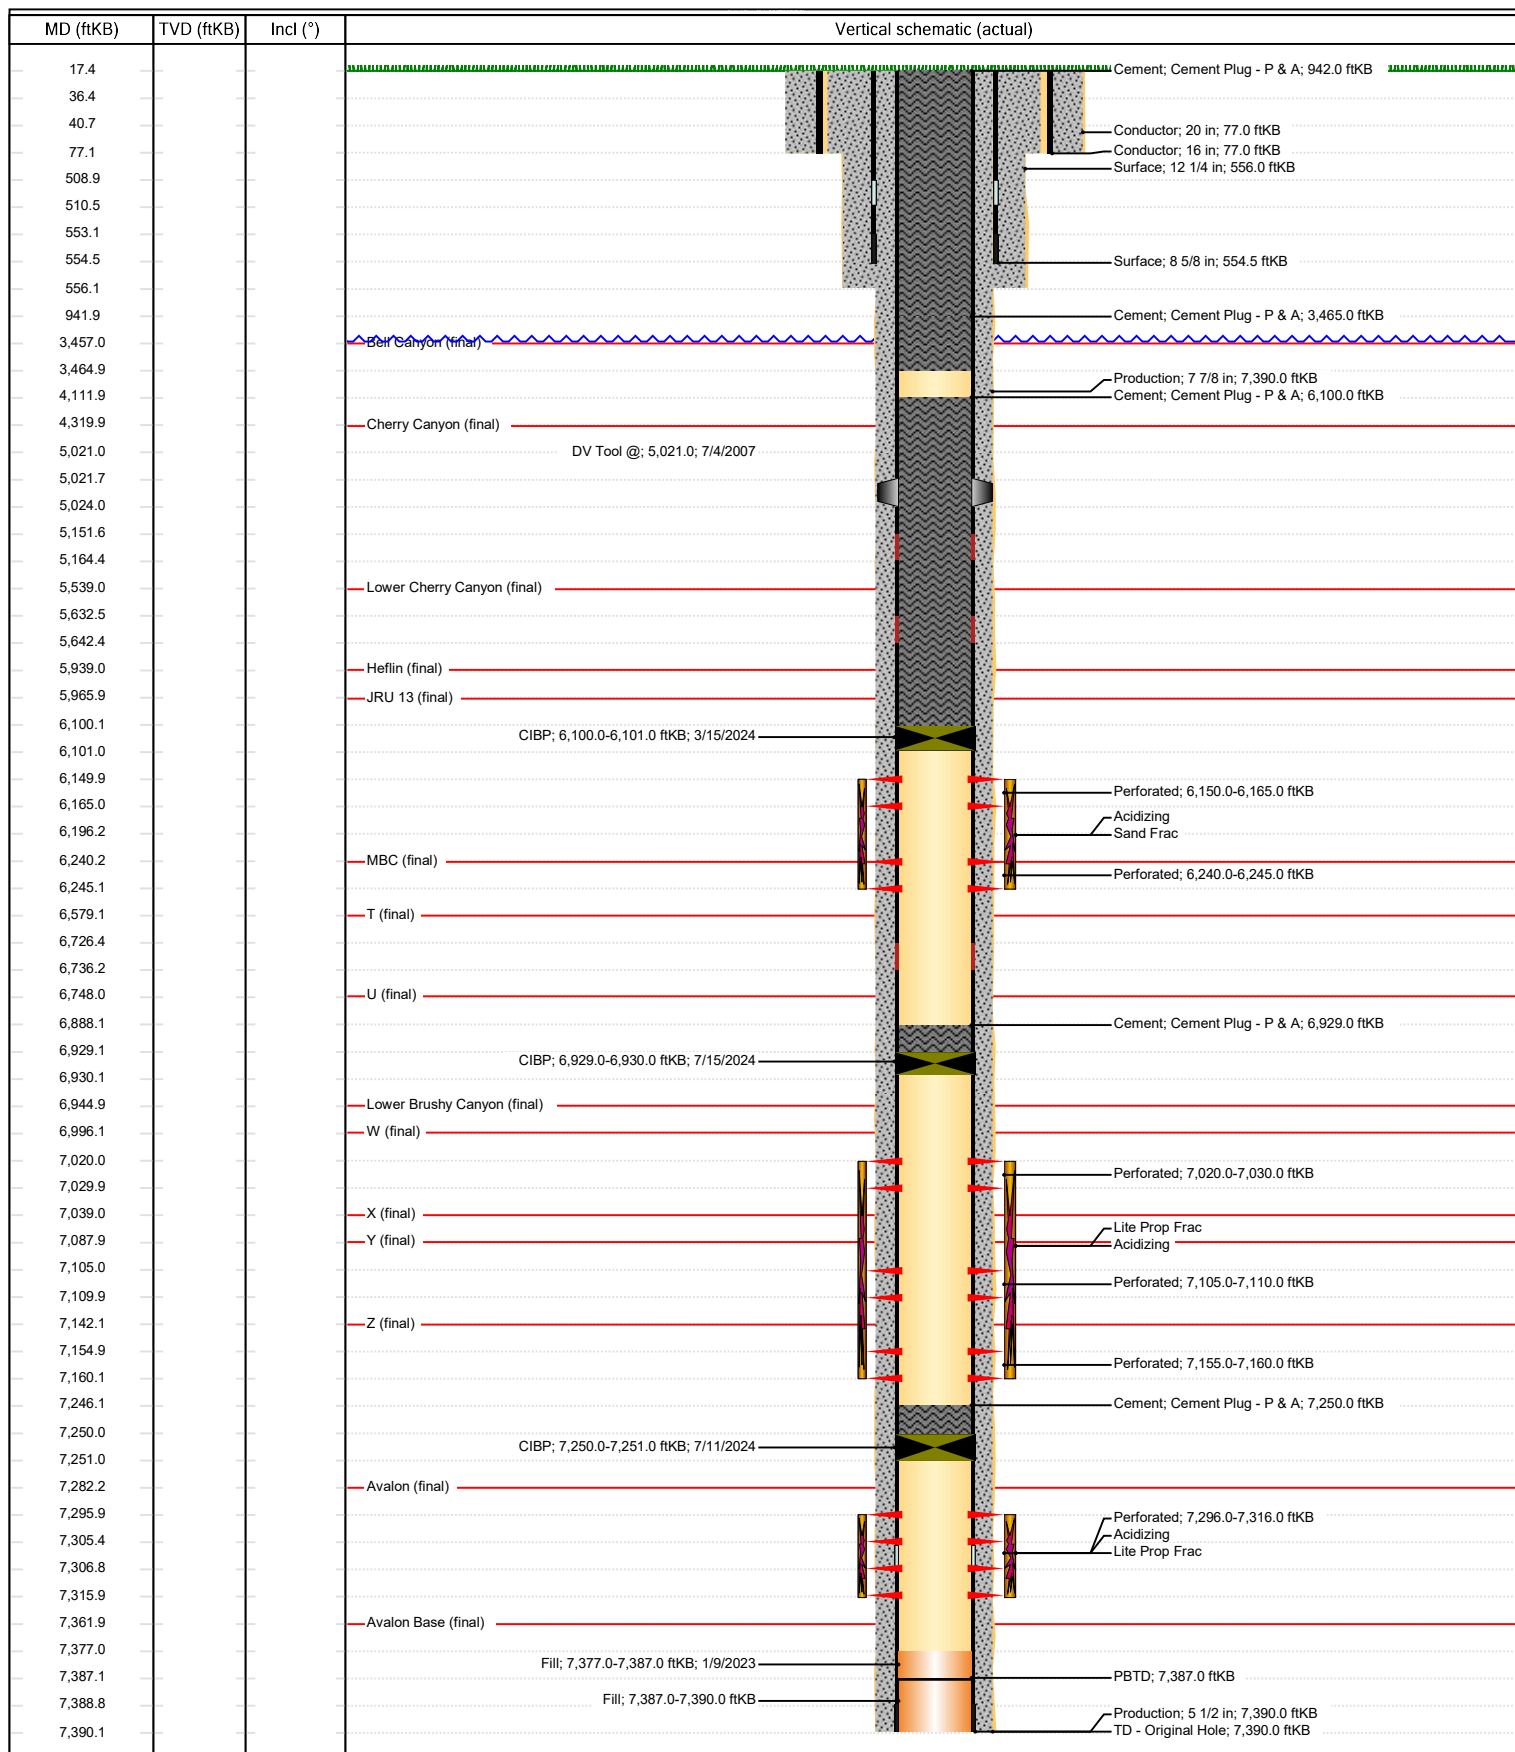 MD (ftKB) TVD (ftKB) Incl (°) Vertical schematic (actual)
17.4 Cement; Cement Plug - P & A; 942.0 ftKB
36.4
40.7 Conductor; 20 in; 77.0 ftKB
77.1 Conductor; 16 in; 77.0 ftKB
Surface; 12 1/4 in; 556.0 ftKB
508.9
510.5
553.1
554.5 Surface; 8 5/8 in; 554.5 ftKB
556.1
941.9 Cement; Cement Plug - P & A; 3,465.0 ftKB
3,457.0 Bell Canyon (final)
3,464.9
Production; 7 7/8 in; 7,390.0 ftKB
4,111.9 Cement; Cement Plug - P & A; 6,100.0 ftKB
4,319.9 Cherry Canyon (final)
5,021.0 DV Tool @; 5,021.0; 7/4/2007
5,021.7
5,024.0
5,151.6
5,164.4
5,539.0 Lower Cherry Canyon (final)
5,632.5
5,642.4
5,939.0 Heflin (final)
5,965.9 JRU 13 (final)
6,100.1
CIBP; 6,100.0-6,101.0 ftKB; 3/15/2024
6,101.0
6,149.9
Perforated; 6,150.0-6,165.0 ftKB
6,165.0
Acidizing
6,196.2 Sand Frac
6,240.2 MBC (final)
Perforated; 6,240.0-6,245.0 ftKB
6,245.1
6,579.1 T (final)
6,726.4
6,736.2
6,748.0 U (final)
6,888.1 Cement; Cement Plug - P & A; 6,929.0 ftKB
6,929.1
CIBP; 6,929.0-6,930.0 ftKB; 7/15/2024
6,930.1
6,944.9 Lower Brushy Canyon (final)
6,996.1 W (final)
7,020.0
Perforated; 7,020.0-7,030.0 ftKB
7,029.9
7,039.0 X (final)
Lite Prop Frac
7,087.9 Y (final) Acidizing
7,105.0
Perforated; 7,105.0-7,110.0 ftKB
7,109.9
7,142.1 Z (final)
7,154.9
Perforated; 7,155.0-7,160.0 ftKB
7,160.1
7,246.1 Cement; Cement Plug - P & A; 7,250.0 ftKB
7,250.0
CIBP; 7,250.0-7,251.0 ftKB; 7/11/2024
7,251.0
7,282.2 Avalon (final)
7,295.9 Perforated; 7,296.0-7,316.0 ftKB
7,305.4 Acidizing
Lite Prop Frac
7,306.8
7,315.9
7,361.9 Avalon Base (final)
7,377.0
Fill; 7,377.0-7,387.0 ftKB; 1/9/2023
7,387.1 PBTD; 7,387.0 ftKB
7,388.8 Fill; 7,387.0-7,390.0 ftKB
Production; 5 1/2 in; 7,390.0 ftKB
7,390.1 TD - Original Hole; 7,390.0 ftKB